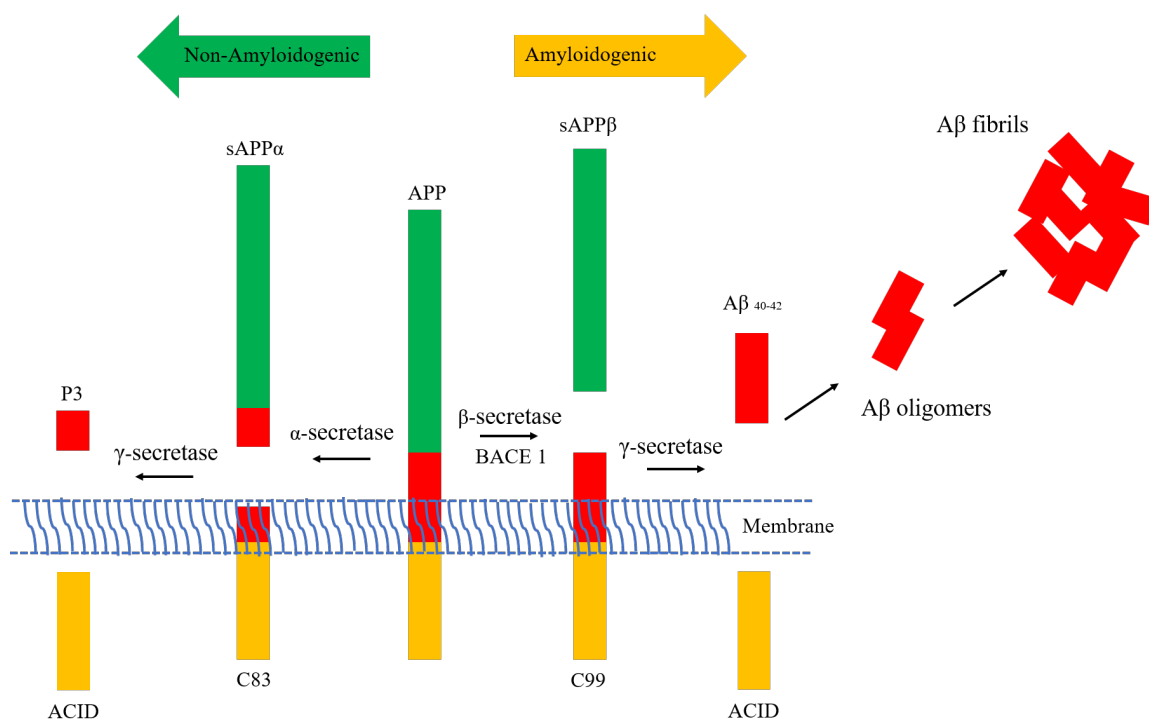 Non-Amyloidogenic
Amyloidogenic
sAPPβ
Aβ fibrils
sAPPα
APP
Aβ 40-42
P3
β-secretase
Aβ oligomers
α-secretase
γ-secretase
BACE 1
γ-secretase
Membrane
C83
C99
ACID
ACID